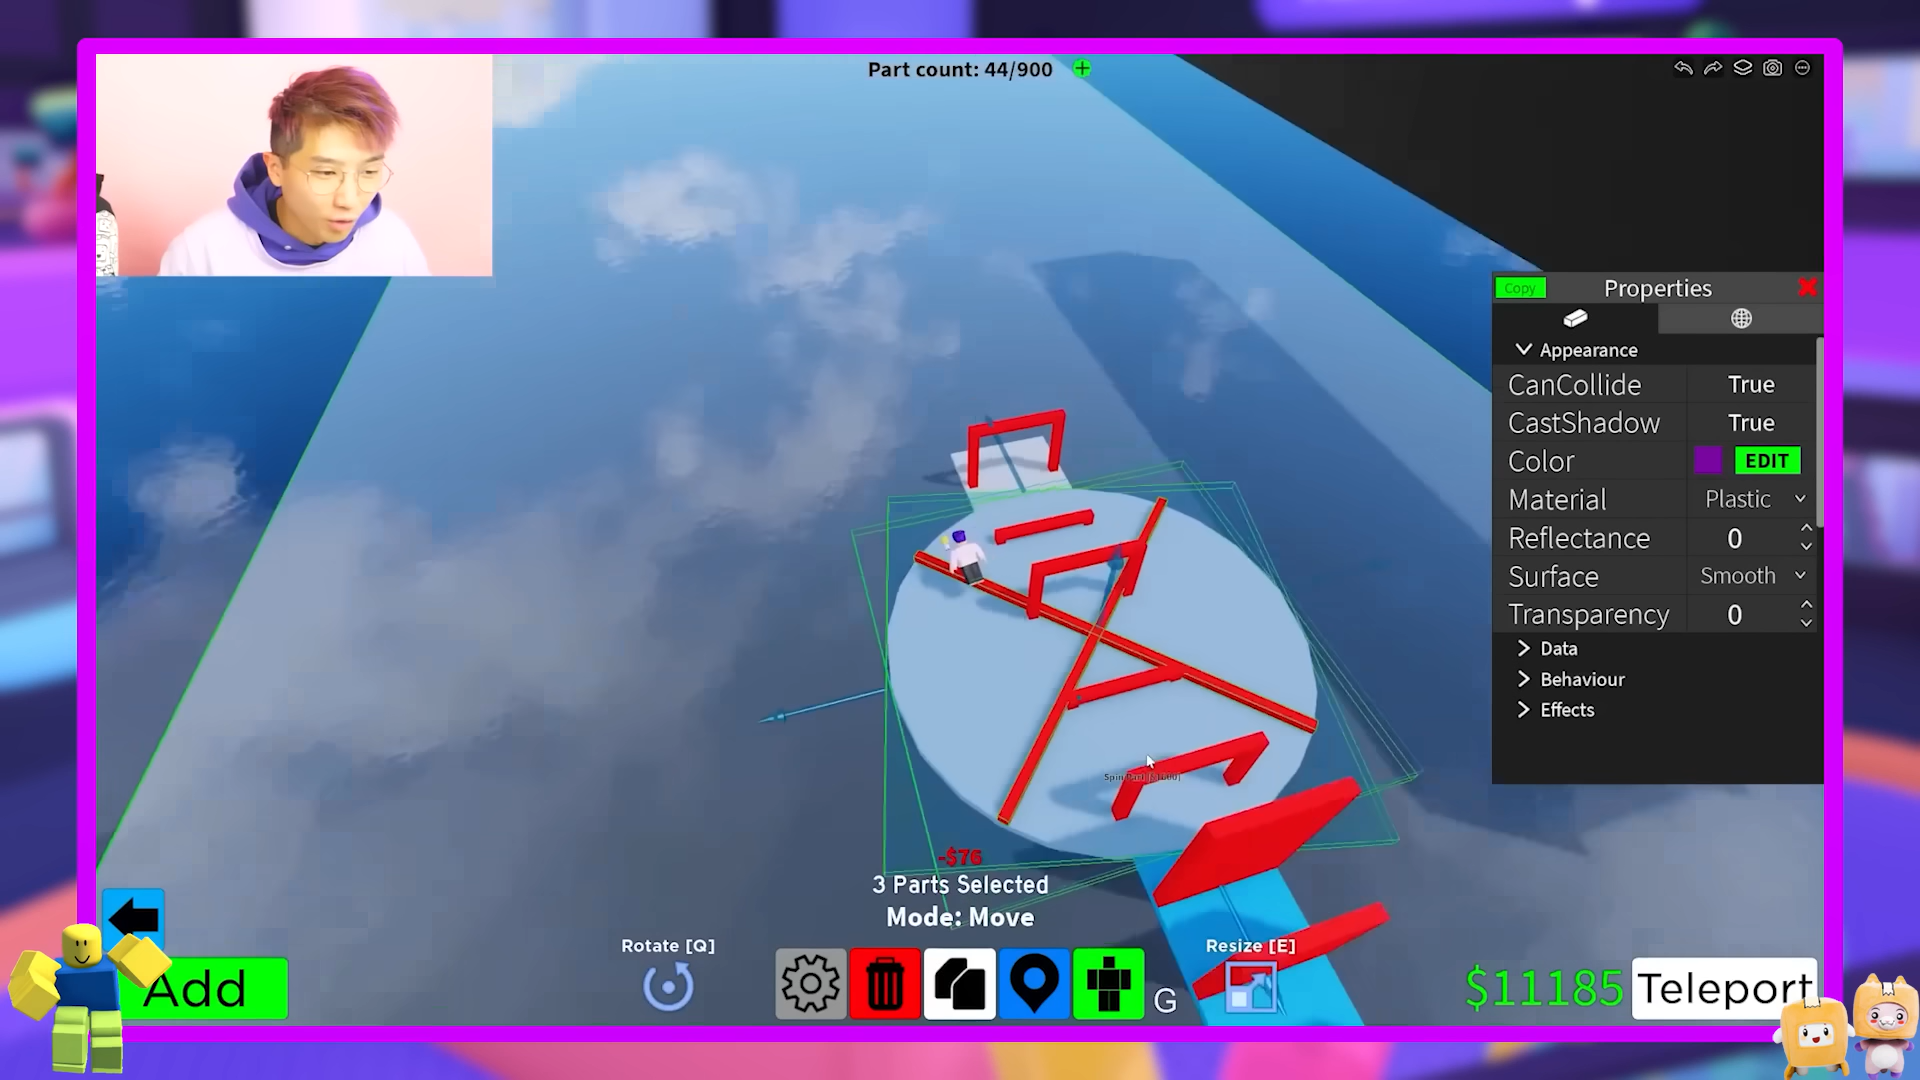 Part count: 44/900
Copy
Properties
Appearance
CanCollide True
CastShadow True
Color EDIT
Material Plastic
Reflectance 0
Surface Smooth
Transparency 0
Data
Behaviour
Effects
-$76
3 Parts Selected
Mode: Move
Rotate [Q]
Resize [E]
Add
G
$11185
Teleport